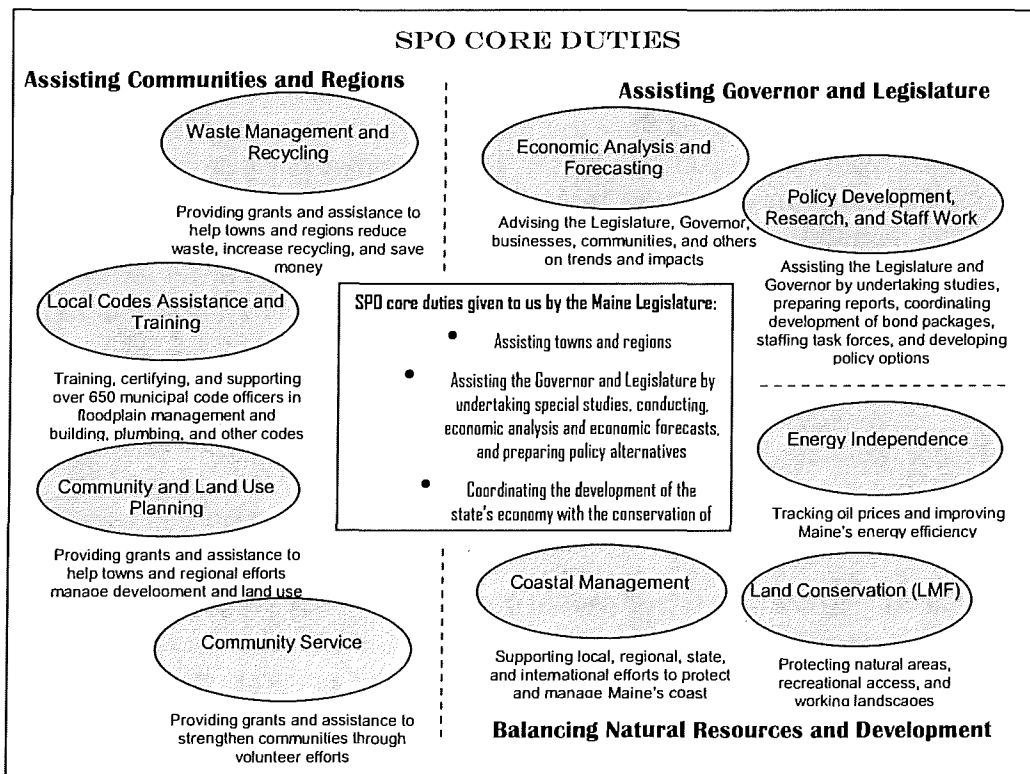 SPO CORE DUTIES
Assisting Communities and Regions
Waste Management and
Recycling
Providing grants and assistance to
help towns and regions reduce
waste, increase recycling, and save
money
Local Codes Assistance and
Training
Training, certifying, and supporting
over 650 municipal code officers in
floodplain management and
building, plumbing, and other codes
Community and Land Use
Planning
Providing grants and assistance to
help towns and regional efforts
manage development and land use
Community Service
Providing grants and assistance to
strengthen communities through
volunteer efforts
Assisting Governor and Legislature
Economic Analysis and
Forecasting
Advising the Legislature, Governor,
businesses, communities, and others
on trends and impacts
Policy Development,
Research, and Staff Work
Assisting the Legislature and
Governor by undertaking studies,
preparing reports, coordinating
development of bond packages,
staffing task forces, and developing
policy options
SPO core duties given to us by the Maine Legislature:
• Assisting towns and regions
• Assisting the Governor and Legislature by
undertaking special studies, conducting,
economic analysis and economic forecasts,
and preparing policy alternatives
• Coordinating the development of the
state's economy with the conservation of
Energy Independence
Tracking oil prices and improving
Maine's energy efficiency
Coastal Management
Supporting local, regional, state,
and international efforts to protect
and manage Maine's coast
Land Conservation (LMF)
Protecting natural areas,
recreational access, and
working landscapes
Balancing Natural Resources and Development